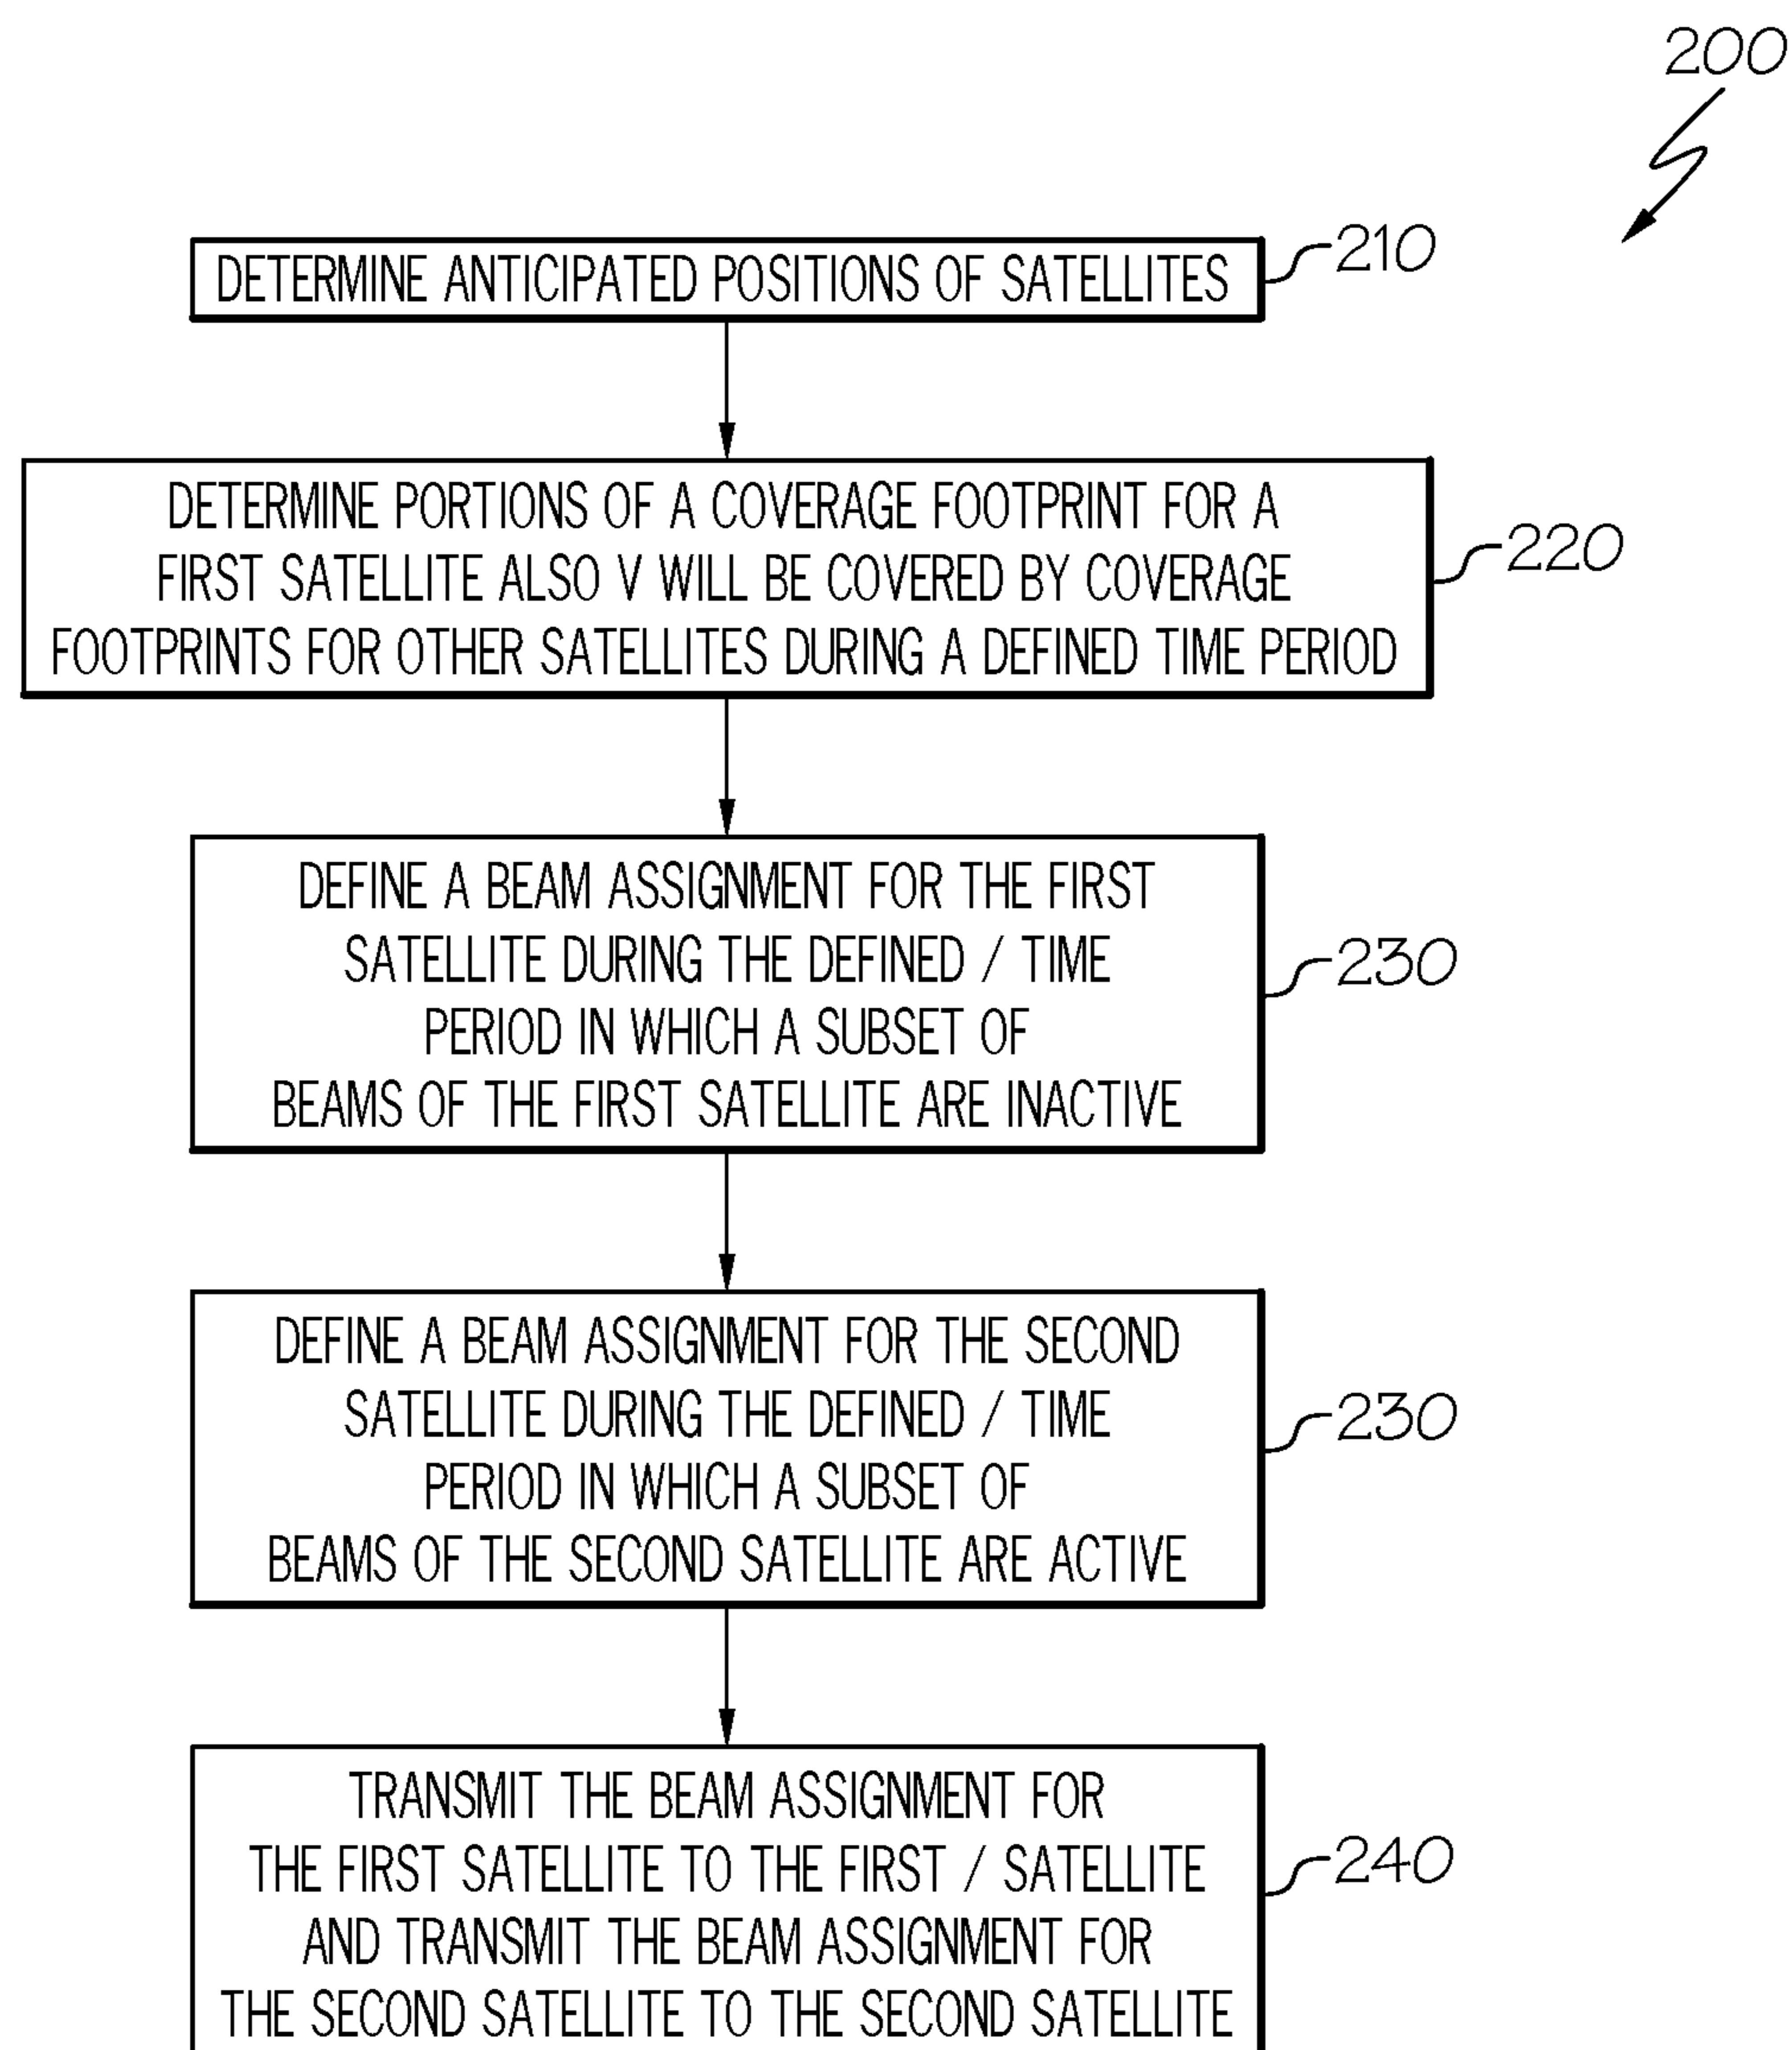 200
DETERMINE ANTICIPATED POSITIONS OF SATELLITES
210
DETERMINE PORTIONS OF A COVERAGE FOOTPRINT FOR A
FIRST SATELLITE ALSO V WILL BE COVERED BY COVERAGE
FOOTPRINTS FOR OTHER SATELLITES DURING A DEFINED TIME PERIOD
220
DEFINE A BEAM ASSIGNMENT FOR THE FIRST
SATELLITE DURING THE DEFINED / TIME
PERIOD IN WHICH A SUBSET OF
BEAMS OF THE FIRST SATELLITE ARE INACTIVE
230
DEFINE A BEAM ASSIGNMENT FOR THE SECOND
SATELLITE DURING THE DEFINED / TIME
PERIOD IN WHICH A SUBSET OF
BEAMS OF THE SECOND SATELLITE ARE ACTIVE
230
TRANSMIT THE BEAM ASSIGNMENT FOR
THE FIRST SATELLITE TO THE FIRST / SATELLITE
AND TRANSMIT THE BEAM ASSIGNMENT FOR
THE SECOND SATELLITE TO THE SECOND SATELLITE
240